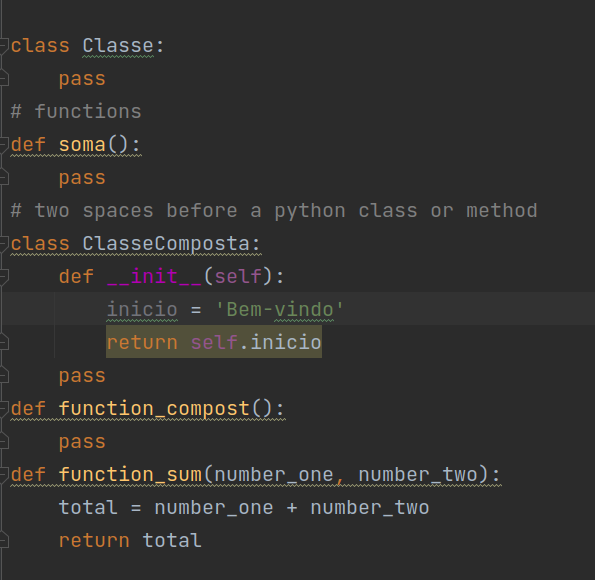 class Classe:
    pass
# functions
def soma():
    pass
# two spaces before a python class or method
class ClasseComposta:
    def __init__(self):
        inicio = 'Bem-vindo'
        return self.inicio
    pass
def function_compost():
    pass
def function_sum(number_one, number_two):
    total = number_one + number_two
    return total